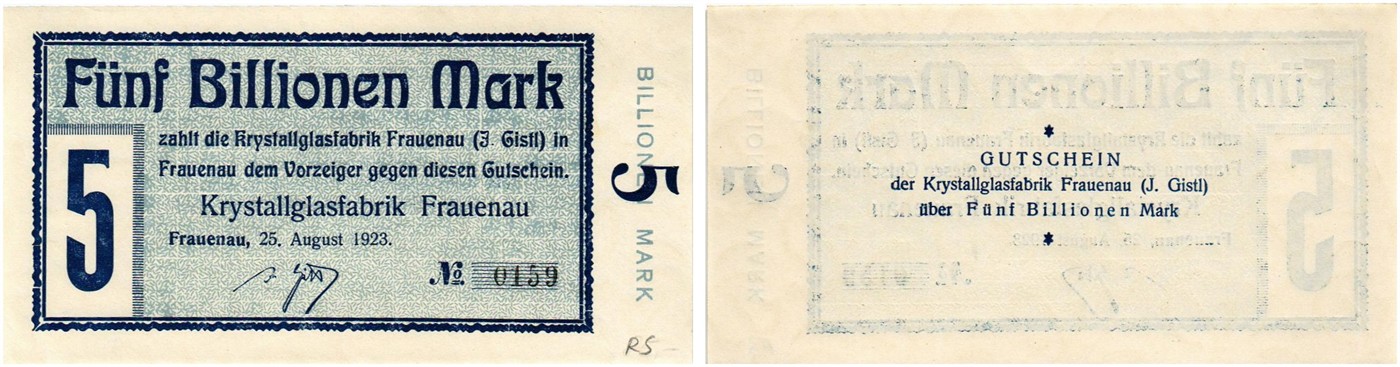 Fünf Billionen Mark
5
zahlt die Krystallglasfabrik Frauenau (J. Gistl) in
Frauenau dem Vorzeiger gegen diesen Gutschein.
Krystallglasfabrik Frauenau
Frauenau, 25. August 1923.
J. Gistl
№ 0159
BILLIONEN MARK
5
RS-
GUTSCHEIN
der Krystallglasfabrik Frauenau (J. Gistl)
über Fünf Billionen Mark